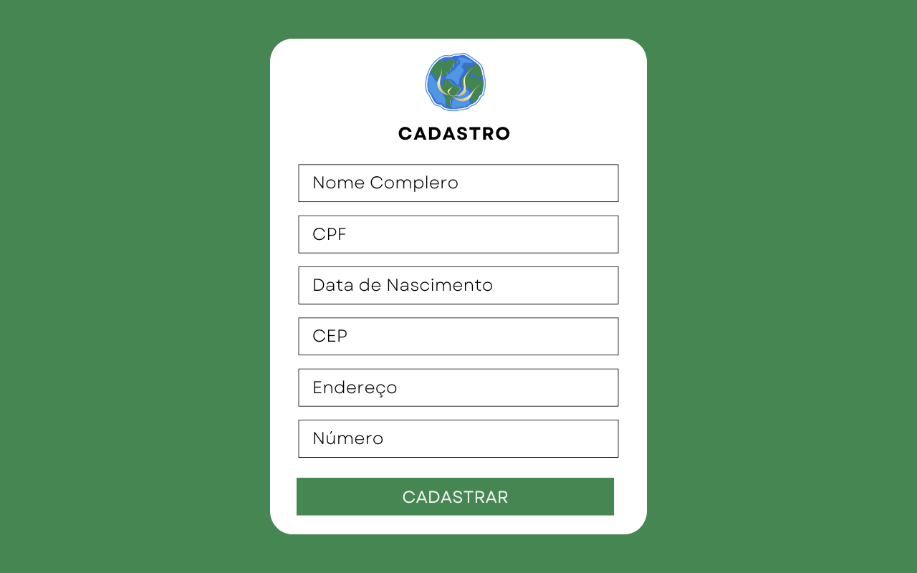 CADASTRO
Nome Complero
CPF
Data de Nascimento
CEP
Endereço
Número
CADASTRAR